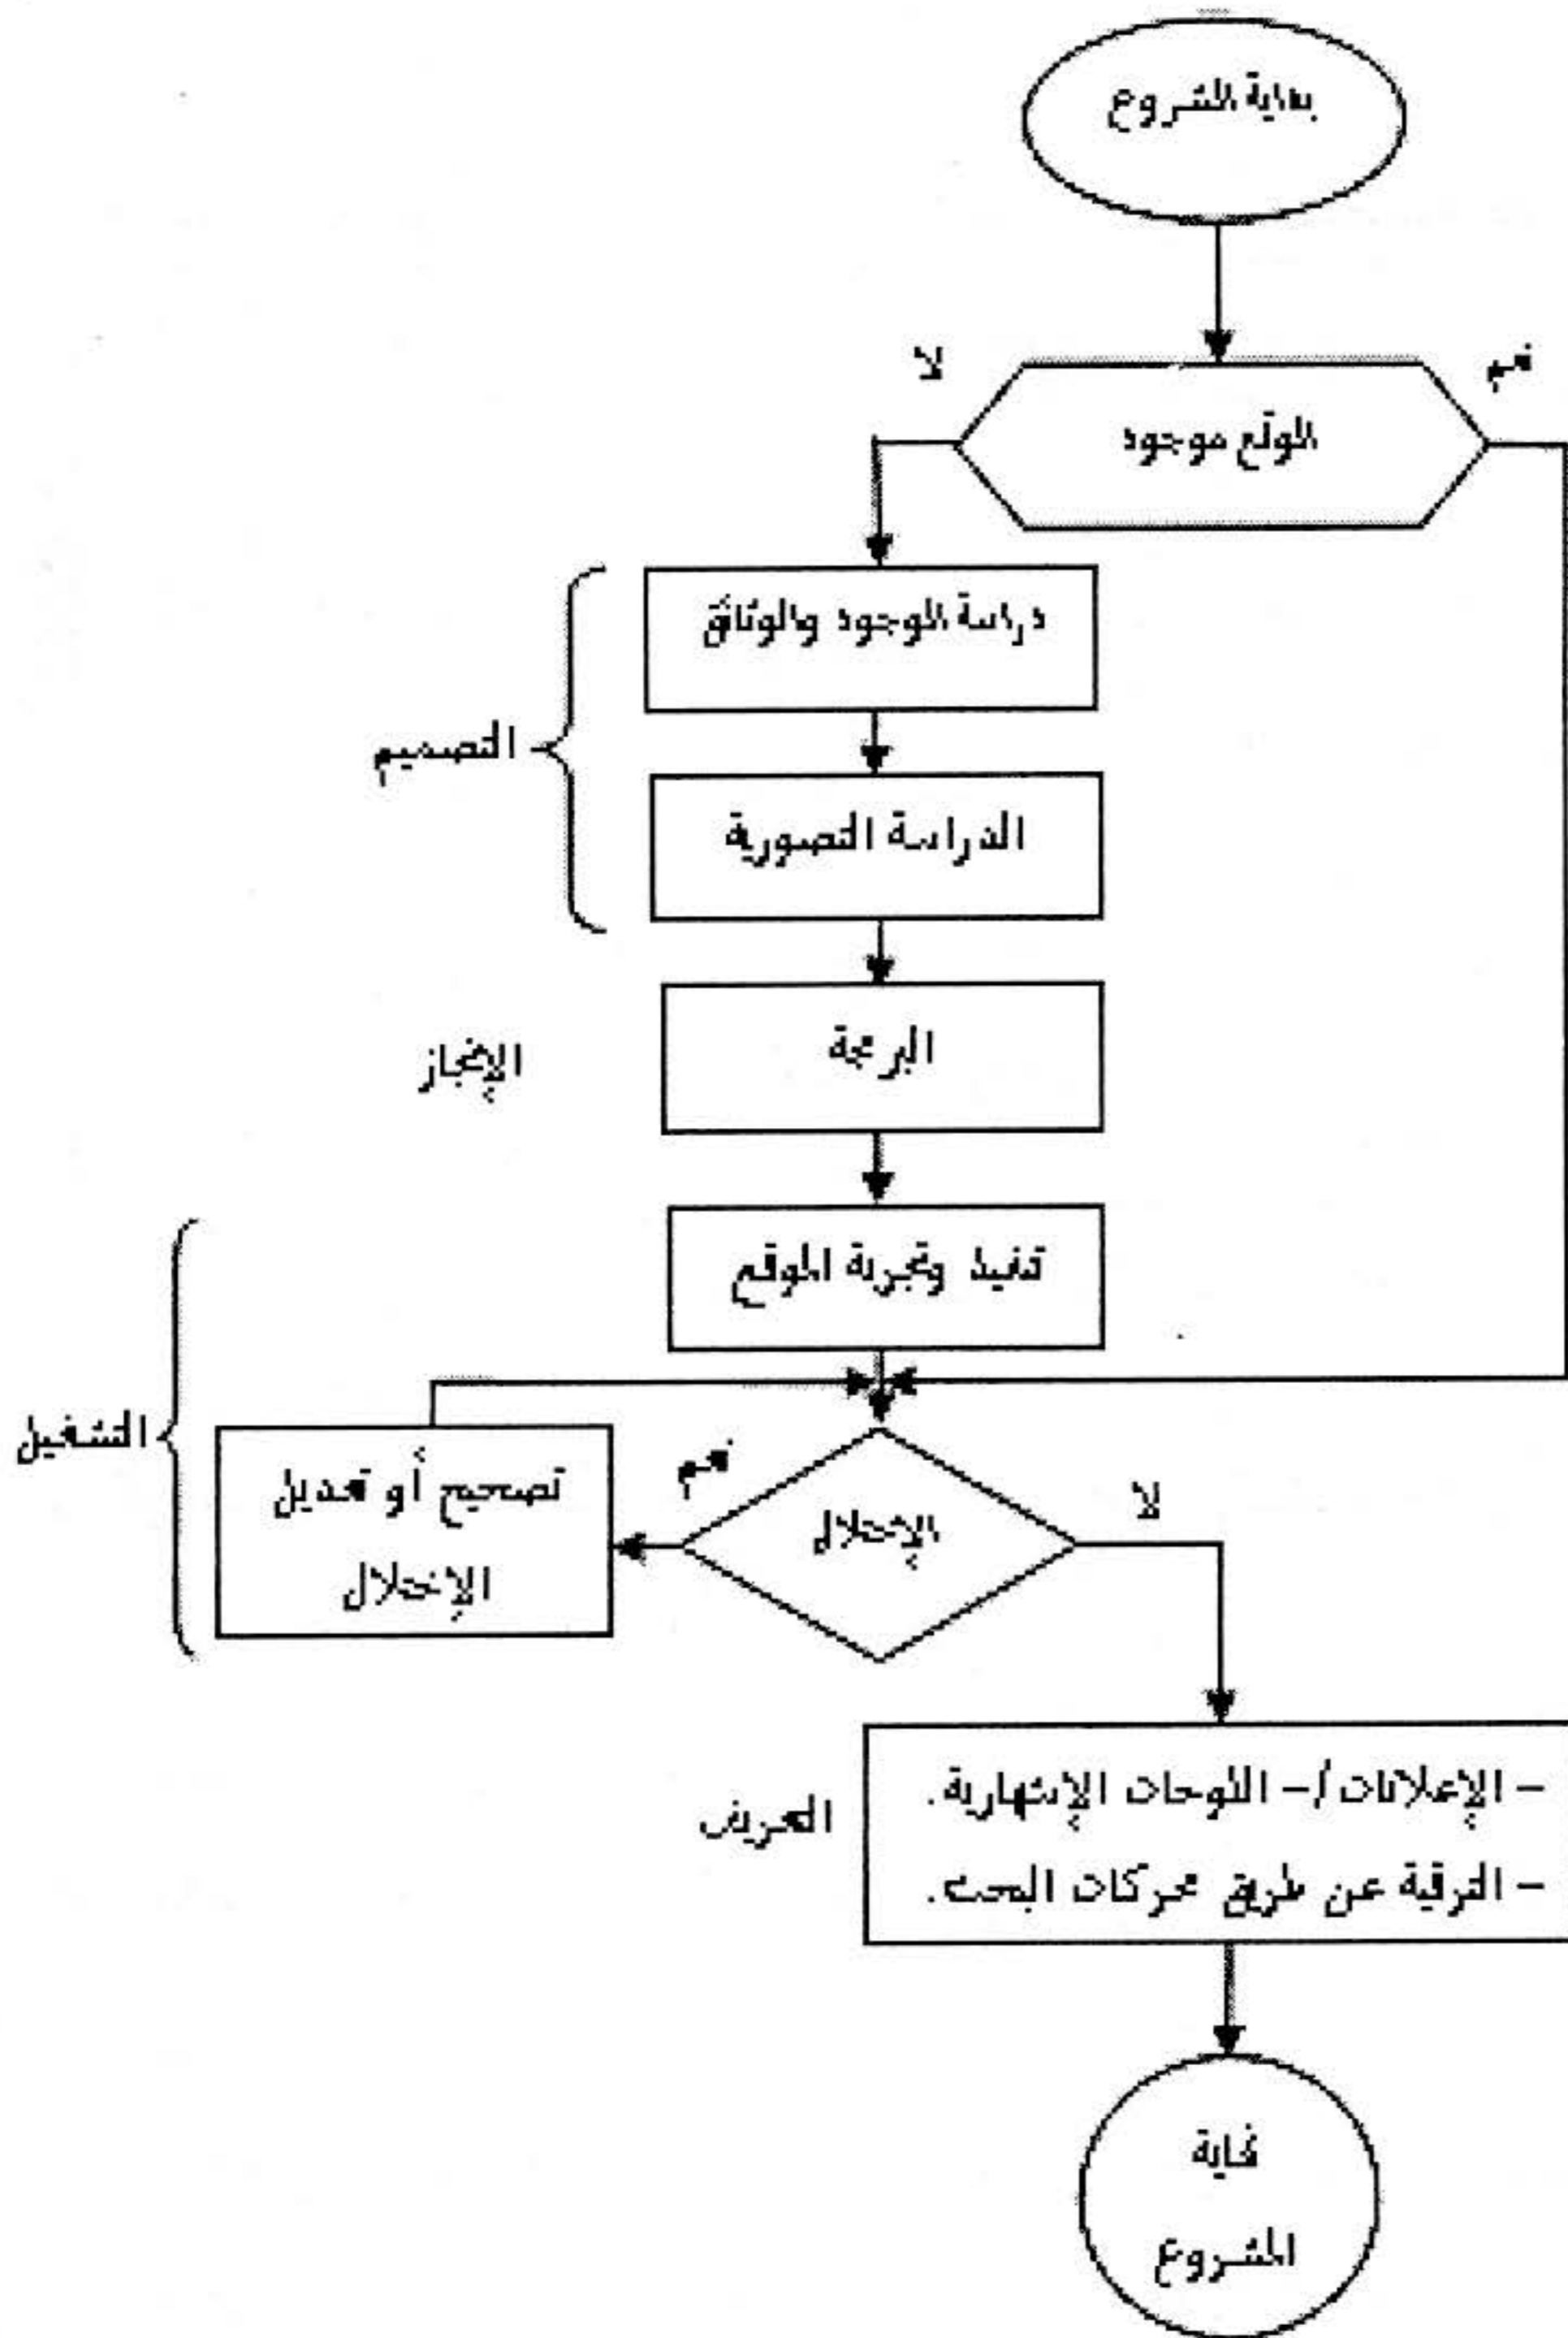 بداية المشروع
لا
نعم
الموقع موجود
دراسة الموجود والوثائق
التصميم
الدراسة التصورية
البرمجة
الإنجاز
تنفيذ وتجربة الموقع
التشغيل
تصحيح أو تعديل
الإختلال
نعم
الإختلال
لا
– الإعلانات /– اللوحات الإشهارية.
– الترقية عن طريق محركات البحث.
التعريف
نهاية
المشروع